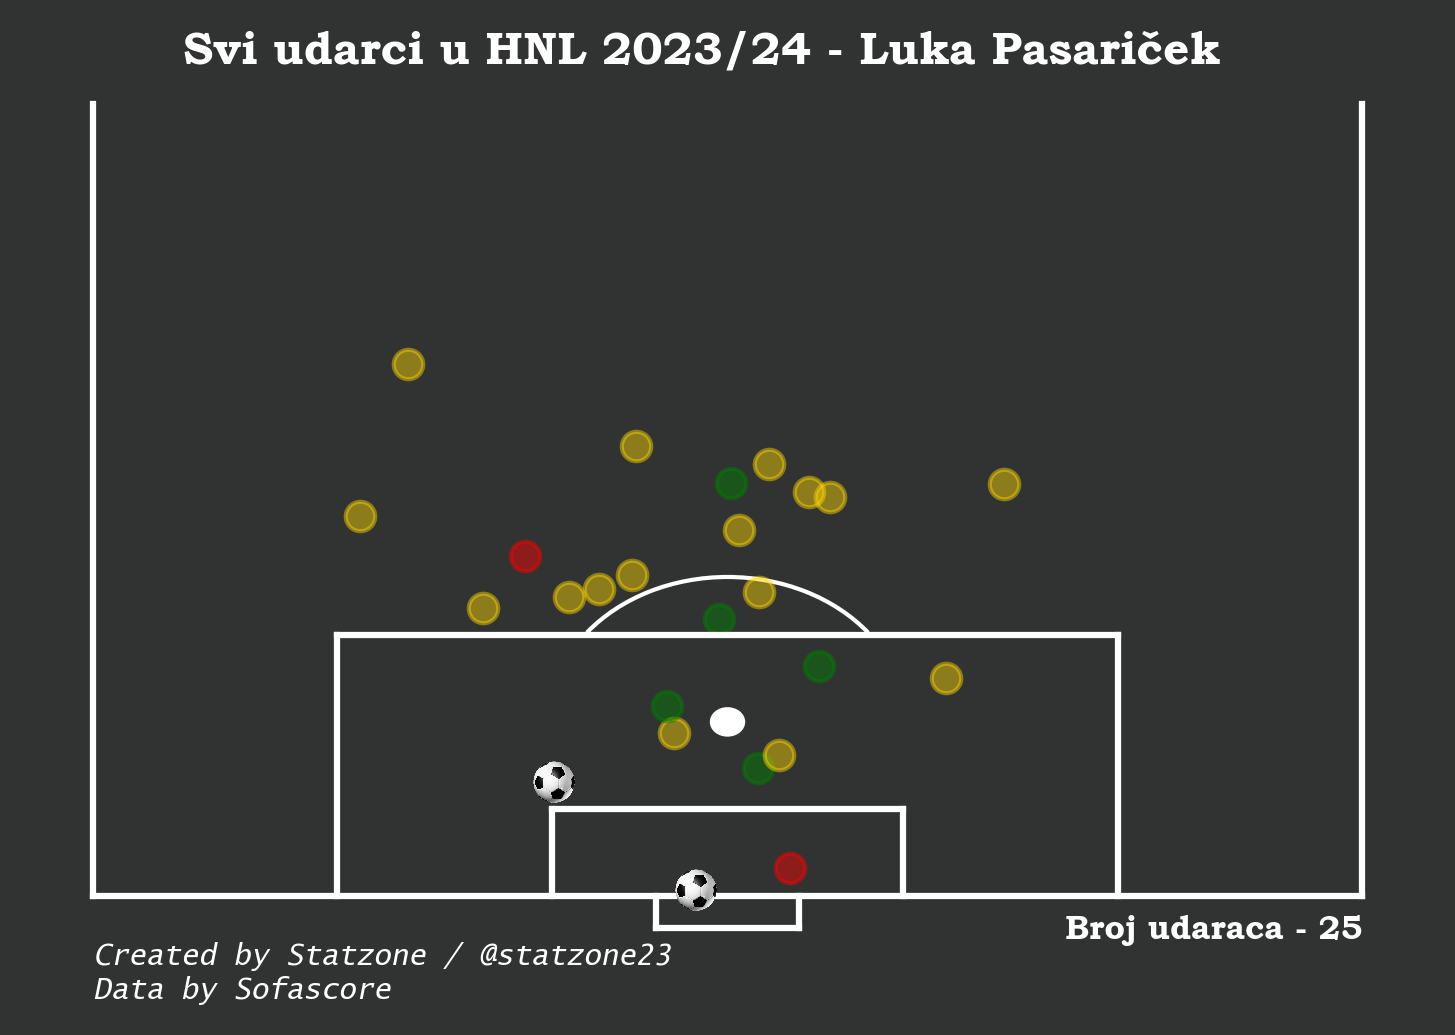 Svi udarci u HNL 2023/24 - Luka Pasariček
Broj udaraca - 25
Created by Statzone / @statzone23
Data by Sofascore